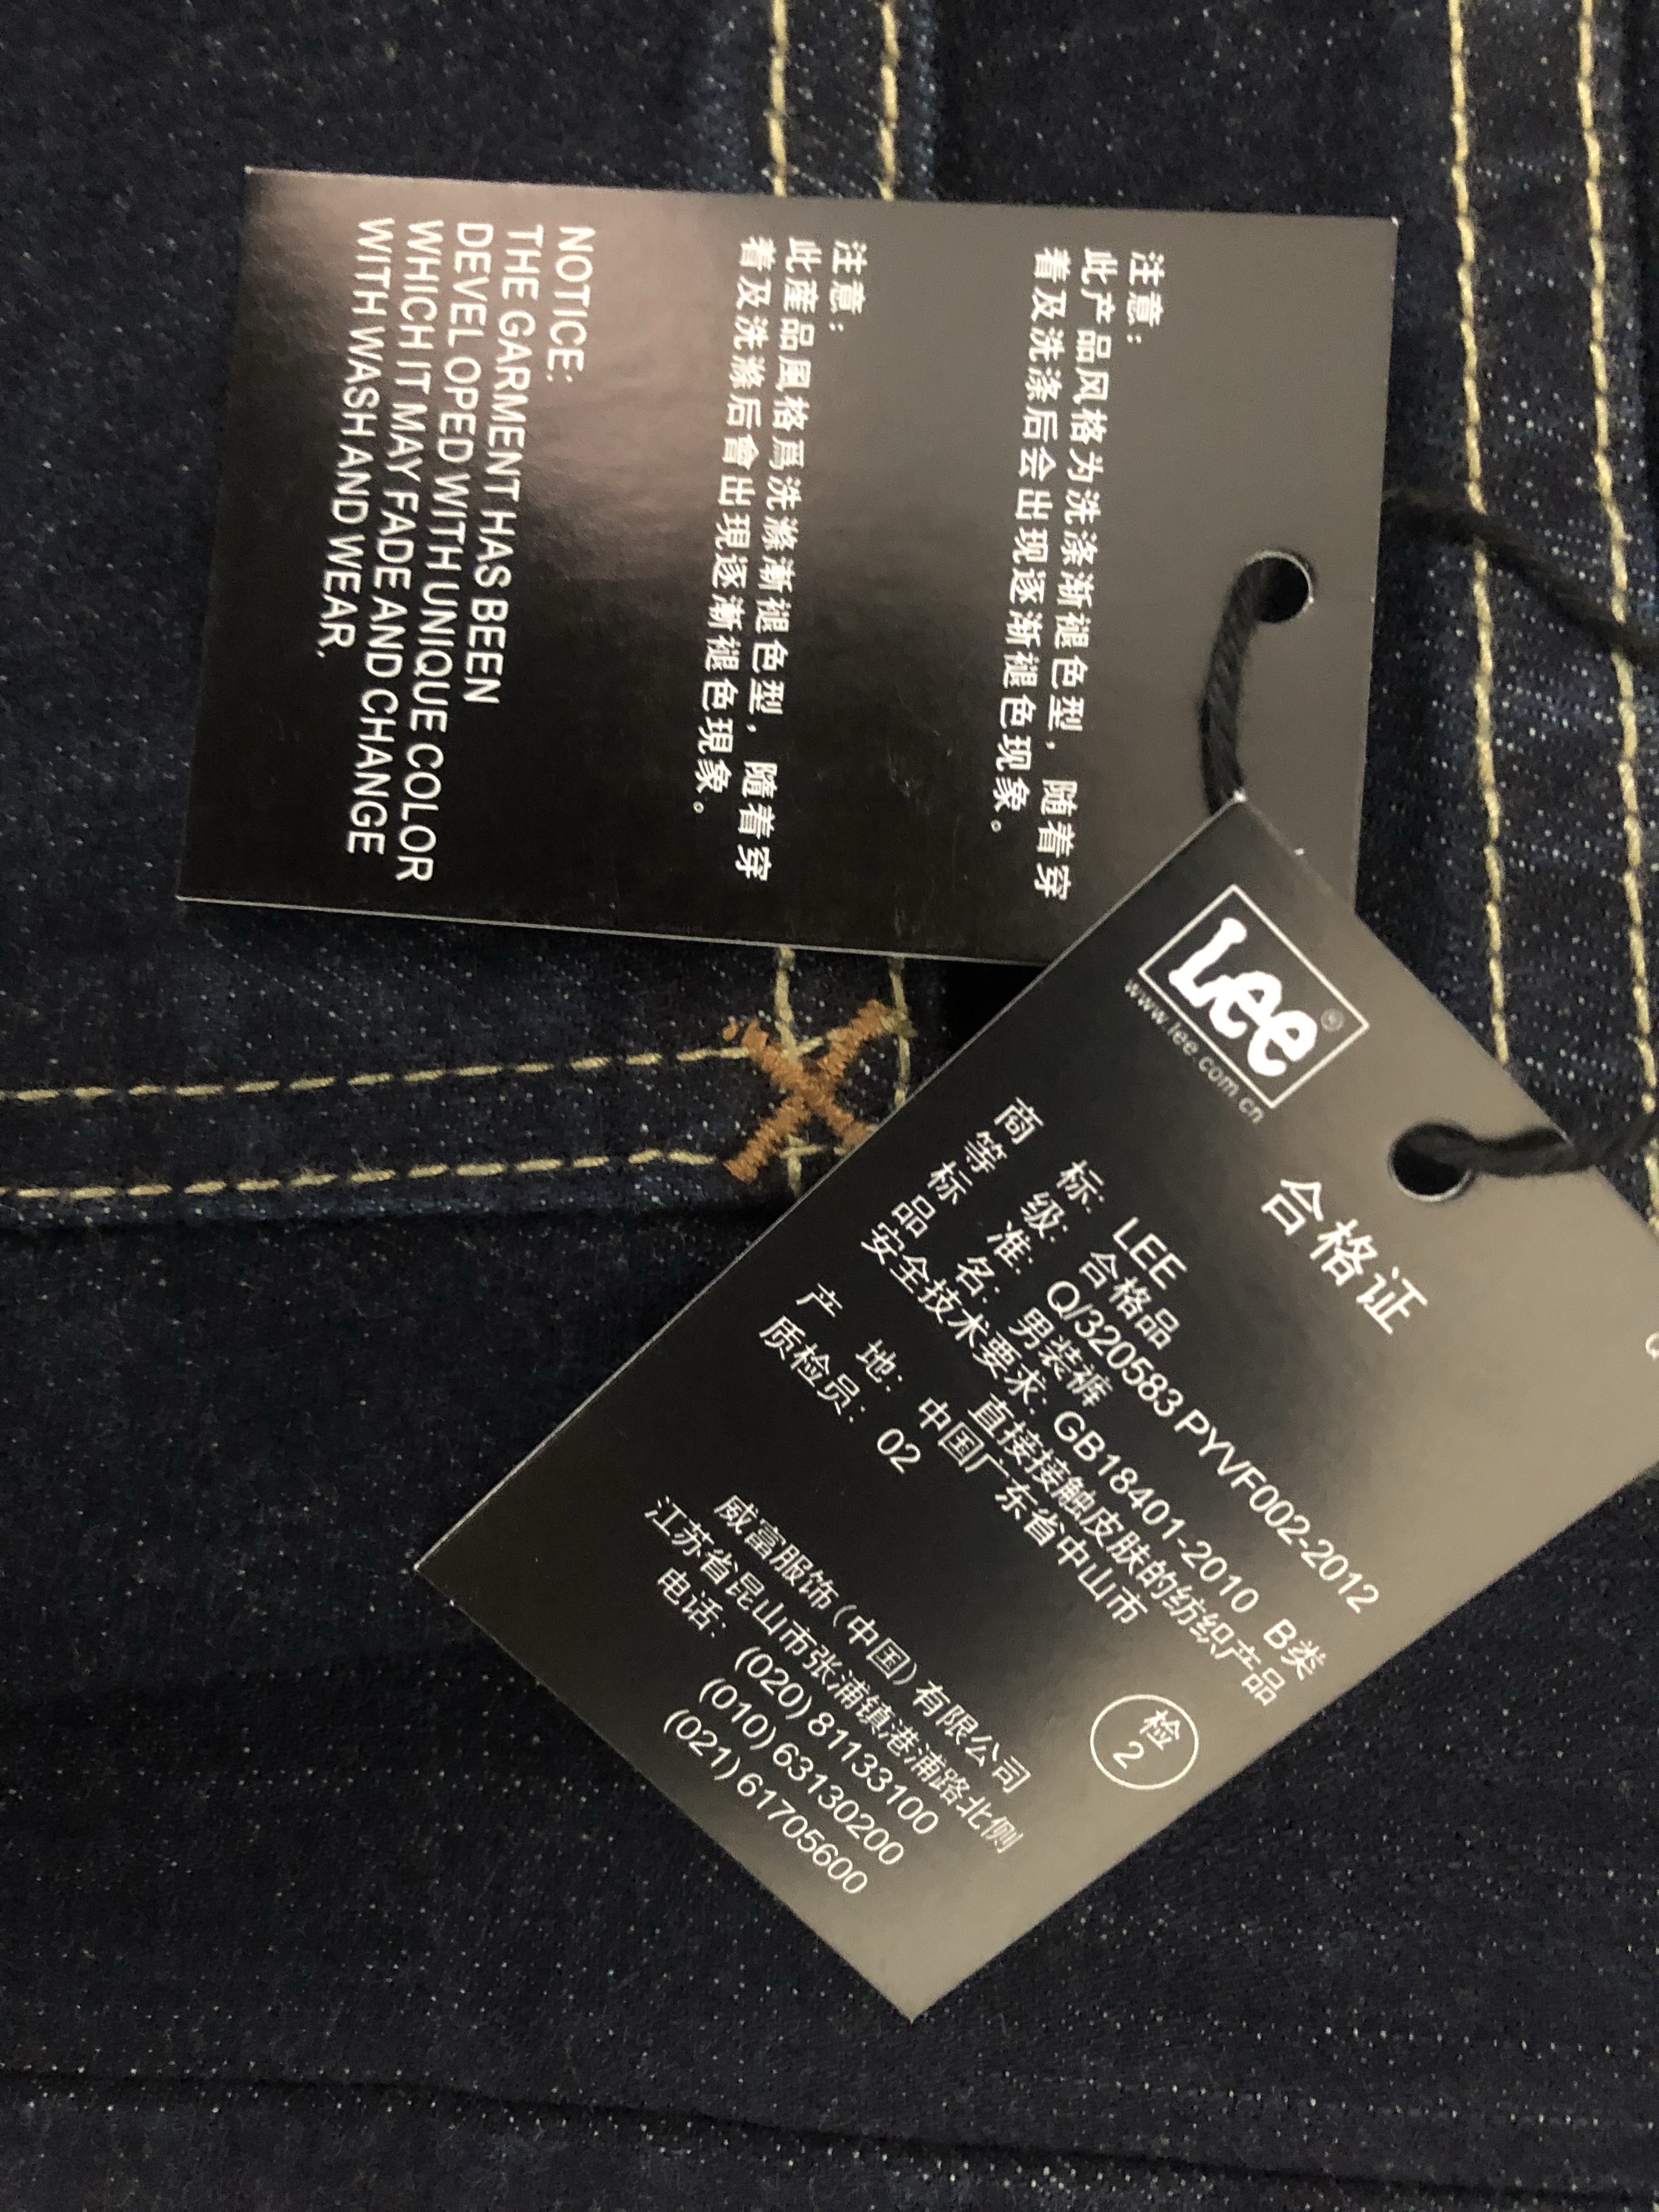 注意：
此产品风格为洗涤渐褪色型，随着穿
着及洗涤后会出现逐渐褪色现象。
注意：
此産品風格爲洗滌漸褪色型，隨着穿
着及洗滌后會出現逐漸褪色現象。
NOTICE:
THE GARMENT HAS BEEN
DEVELOPED WITH UNIQUE COLOR
WHICH IT MAY FADE AND CHANGE
WITH WASH AND WEAR.
Lee®
www.lee.com.cn
合格证
商标: LEE
等级: 合格品
标准: Q/320583 PYVF002-2012
品名: 男装裤
安全技术要求: GB18401-2010 B类
直接接触皮肤的纺织产品
产地: 中国广东省中山市
质检员: 02
检
2
威富服饰(中国)有限公司
江苏省昆山市张浦镇港浦路北侧
电话: (020) 81133100
(010) 63130200
(021) 61705600